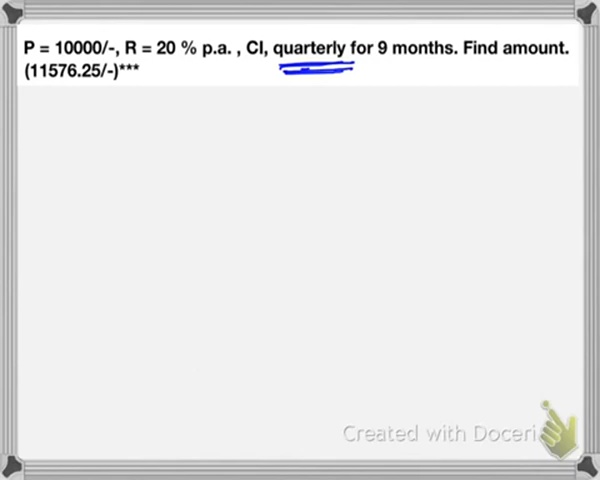 P = 10000/-, R = 20 % p.a. , CI, quarterly for 9 months. Find amount.
(11576.25/-)***
Created with Doceri